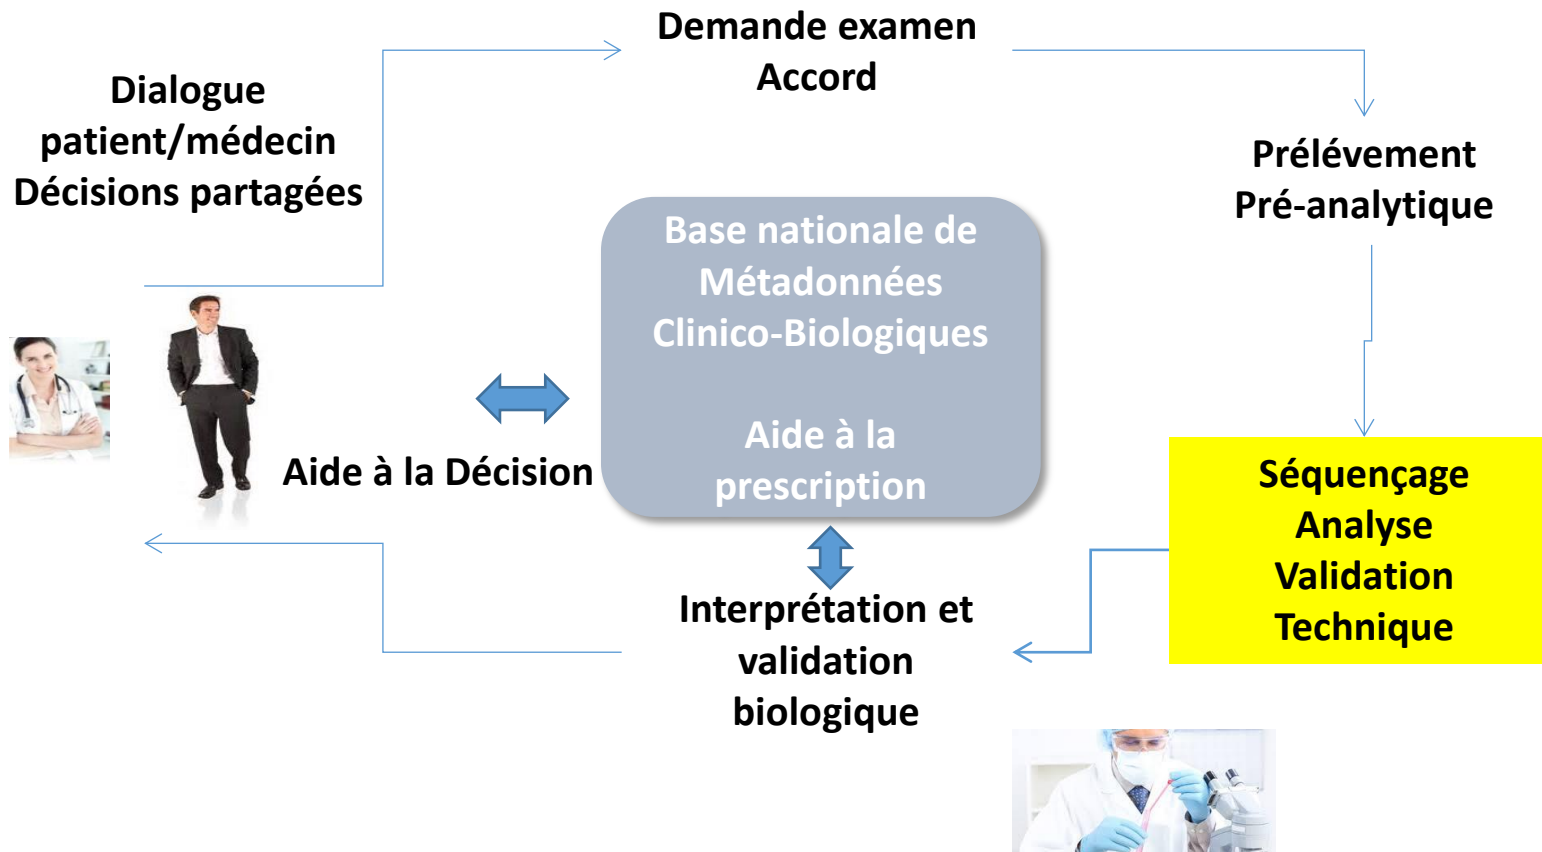 Demande examen
Accord
Dialogue
patient/médecin
Décisions partagées
Prélévement
Pré-analytique
Base nationale de
Métadonnées
Clinico-Biologiques
Aide à la
prescription
Aide à la Décision
Séquençage
Analyse
Validation
Technique
Interprétation et
validation
biologique